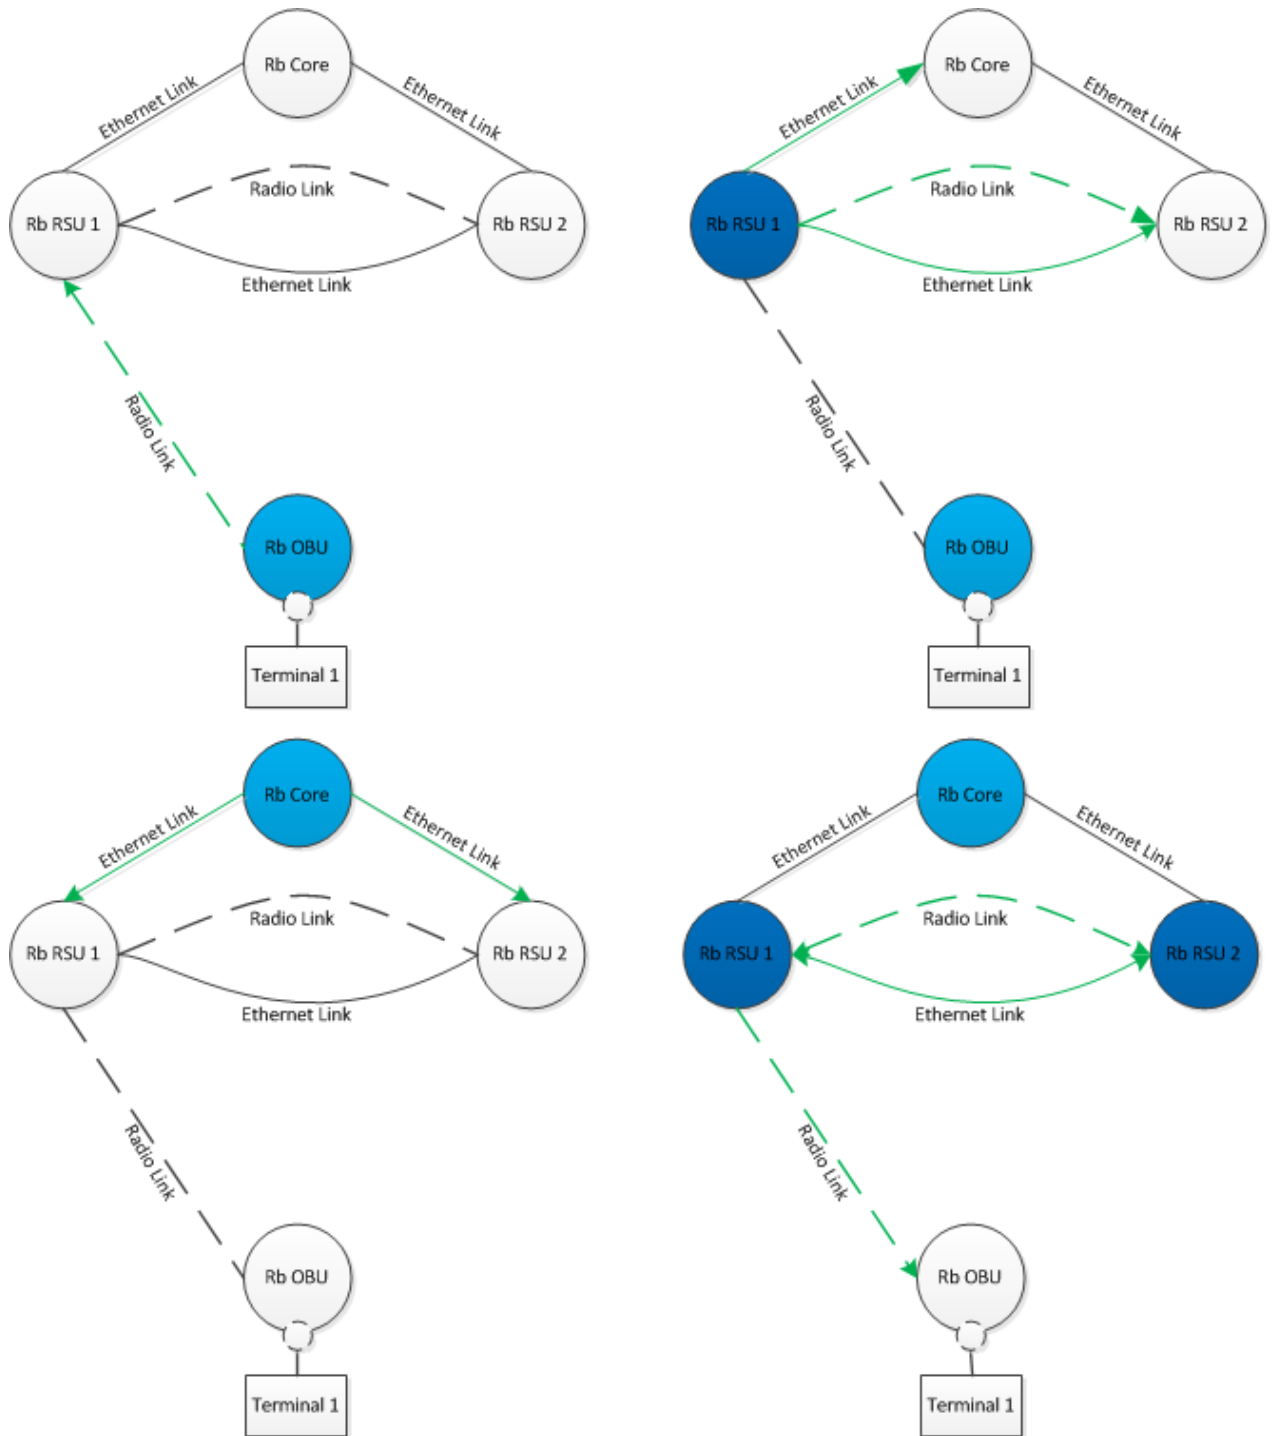 Rb Core
Ethernet Link
Ethernet Link
Radio Link
Rb RSU 1
Rb RSU 2
Ethernet Link
Radio Link
Rb OBU
Terminal 1
Rb Core
Ethernet Link
Ethernet Link
Radio Link
Rb RSU 1
Rb RSU 2
Ethernet Link
Radio Link
Rb OBU
Terminal 1
Rb Core
Ethernet Link
Ethernet Link
Radio Link
Rb RSU 1
Rb RSU 2
Ethernet Link
Radio Link
Rb OBU
Terminal 1
Rb Core
Ethernet Link
Ethernet Link
Radio Link
Rb RSU 1
Rb RSU 2
Ethernet Link
Radio Link
Rb OBU
Terminal 1